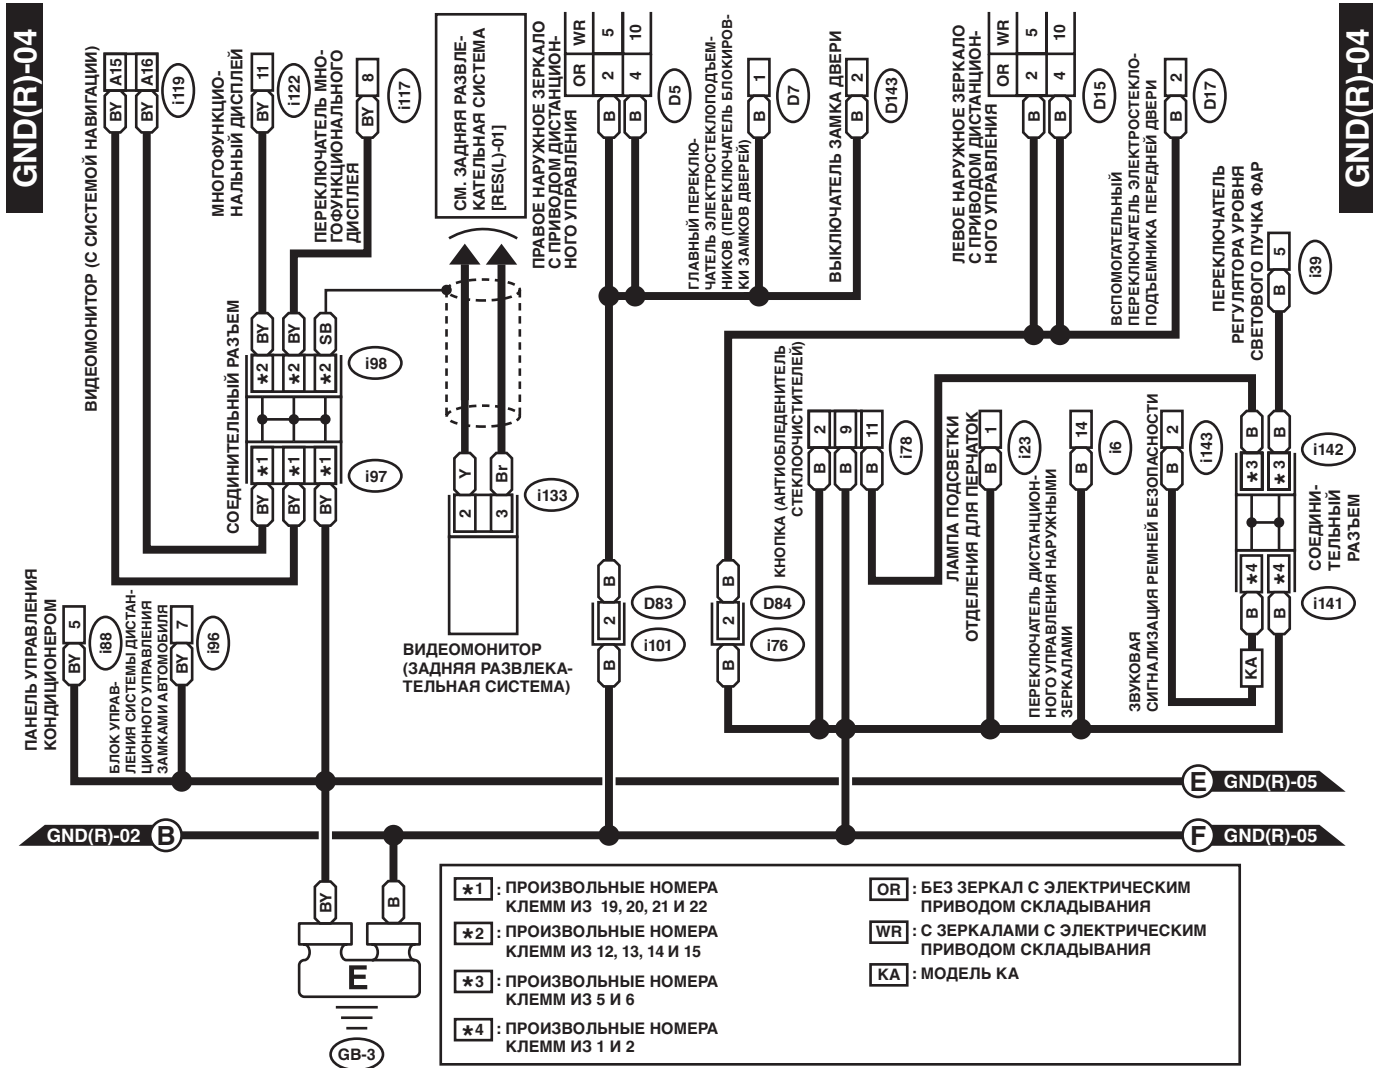 GND(R)-04
GND(R)-04
ВИДЕОМОНИТОР (С СИСТЕМОЙ НАВИГАЦИИ)
A15
A16
BY
BY
i119
МНОГОФУНКЦИО-
НАЛЬНЫЙ ДИСПЛЕЙ
11
BY
i122
ПЕРЕКЛЮЧАТЕЛЬ МНО-
ГОФУНКЦИОНАЛЬНОГО
ДИСПЛЕЯ
8
BY
i117
СМ. ЗАДНЯЯ РАЗВЛЕ-
КАТЕЛЬНАЯ СИСТЕМА
[RES(L)-01]
ПРАВОЕ НАРУЖНОЕ ЗЕРКАЛО
С ПРИВОДОМ ДИСТАНЦИОН-
НОГО УПРАВЛЕНИЯ
WR
5
10
OR
2
4
B
B
D5
ГЛАВНЫЙ ПЕРЕКЛЮ-
ЧАТЕЛЬ ЭЛЕКТРОСТЕКЛОПОДЪЕМ-
НИКОВ (ПЕРЕКЛЮЧАТЕЛЬ БЛОКИРОВ-
КИ ЗАМКОВ ДВЕРЕЙ)
1
B
D7
ВЫКЛЮЧАТЕЛЬ ЗАМКА ДВЕРИ
2
B
D143
ЛЕВОЕ НАРУЖНОЕ ЗЕРКАЛО
С ПРИВОДОМ ДИСТАНЦИОН-
НОГО УПРАВЛЕНИЯ
WR
5
10
OR
2
4
B
B
D15
ВСПОМОГАТЕЛЬНЫЙ
ПЕРЕКЛЮЧАТЕЛЬ ЭЛЕКТРОСТЕКЛО-
ПОДЪЕМНИКА ПЕРЕДНЕЙ ДВЕРИ
2
B
D17
ПЕРЕКЛЮЧАТЕЛЬ
РЕГУЛЯТОРА УРОВНЯ
СВЕТОВОГО ПУЧКА ФАР
5
B
i39
СОЕДИНИТЕЛЬНЫЙ РАЗЪЕМ
BY
BY
SB
*2
*2
*2
i98
*1
*1
*1
i97
BY
BY
BY
Y
Br
2
3
i133
ВИДЕОМОНИТОР
(ЗАДНЯЯ РАЗВЛЕКА-
ТЕЛЬНАЯ СИСТЕМА)
B
2
B
D83
i101
B
2
B
D84
i76
КНОПКА (АНТИОБЛЕДЕНИТЕЛЬ
СТЕКЛООЧИСТИТЕЛЕЙ)
2
9
11
B
B
B
i78
ЛАМПА ПОДСВЕТКИ
ОТДЕЛЕНИЯ ДЛЯ ПЕРЧАТОК
1
B
i23
ПЕРЕКЛЮЧАТЕЛЬ ДИСТАНЦИОН-
НОГО УПРАВЛЕНИЯ НАРУЖНЫМИ
ЗЕРКАЛАМИ
14
B
i6
ЗВУКОВАЯ
СИГНАЛИЗАЦИЯ РЕМНЕЙ БЕЗОПАСНОСТИ
2
B
i143
B
B
*3
*3
i142
СОЕДИНИ-
ТЕЛЬНЫЙ
РАЗЪЕМ
*4
*4
i141
B
B
KA
ПАНЕЛЬ УПРАВЛЕНИЯ
КОНДИЦИОНЕРОМ
5
BY
i88
БЛОК УПРАВ-
ЛЕНИЯ СИСТЕМЫ ДИСТАН-
ЦИОННОГО УПРАВЛЕНИЯ
ЗАМКАМИ АВТОМОБИЛЯ
7
BY
i96
E
GND(R)-05
GND(R)-02
B
F
GND(R)-05
BY
B
E
GB-3
*1 : ПРОИЗВОЛЬНЫЕ НОМЕРА
КЛЕММ ИЗ 19, 20, 21 И 22
*2 : ПРОИЗВОЛЬНЫЕ НОМЕРА
КЛЕММ ИЗ 12, 13, 14 И 15
*3 : ПРОИЗВОЛЬНЫЕ НОМЕРА
КЛЕММ ИЗ 5 И 6
*4 : ПРОИЗВОЛЬНЫЕ НОМЕРА
КЛЕММ ИЗ 1 И 2
OR : БЕЗ ЗЕРКАЛ С ЭЛЕКТРИЧЕСКИМ
ПРИВОДОМ СКЛАДЫВАНИЯ
WR : С ЗЕРКАЛАМИ С ЭЛЕКТРИЧЕСКИМ
ПРИВОДОМ СКЛАДЫВАНИЯ
KA : МОДЕЛЬ КА